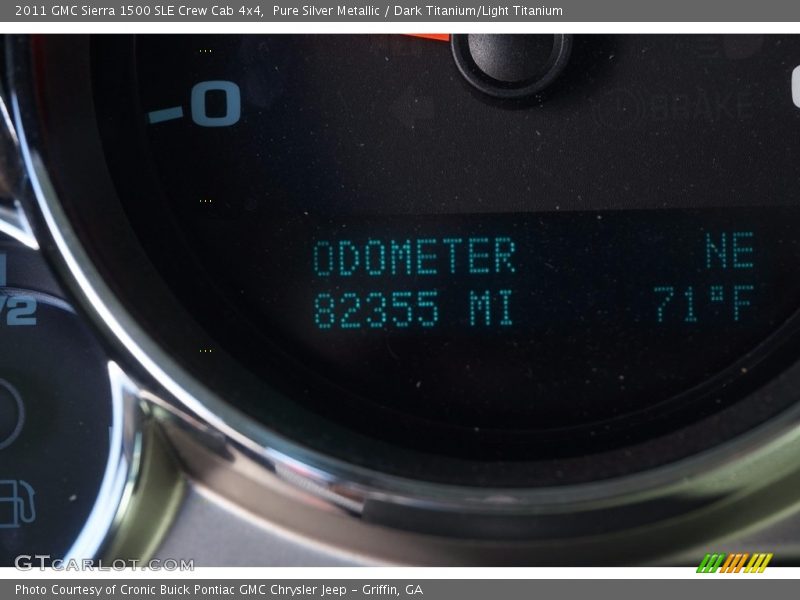 2011 GMC Sierra 1500 SLE Crew Cab 4x4,  Pure Silver Metallic / Dark Titanium/Light Titanium
0
BRAKE
ODOMETER NE
82355 MI 71°F
1/2
GTCARLOT.COM
Photo Courtesy of Cronic Buick Pontiac GMC Chrysler Jeep - Griffin, GA